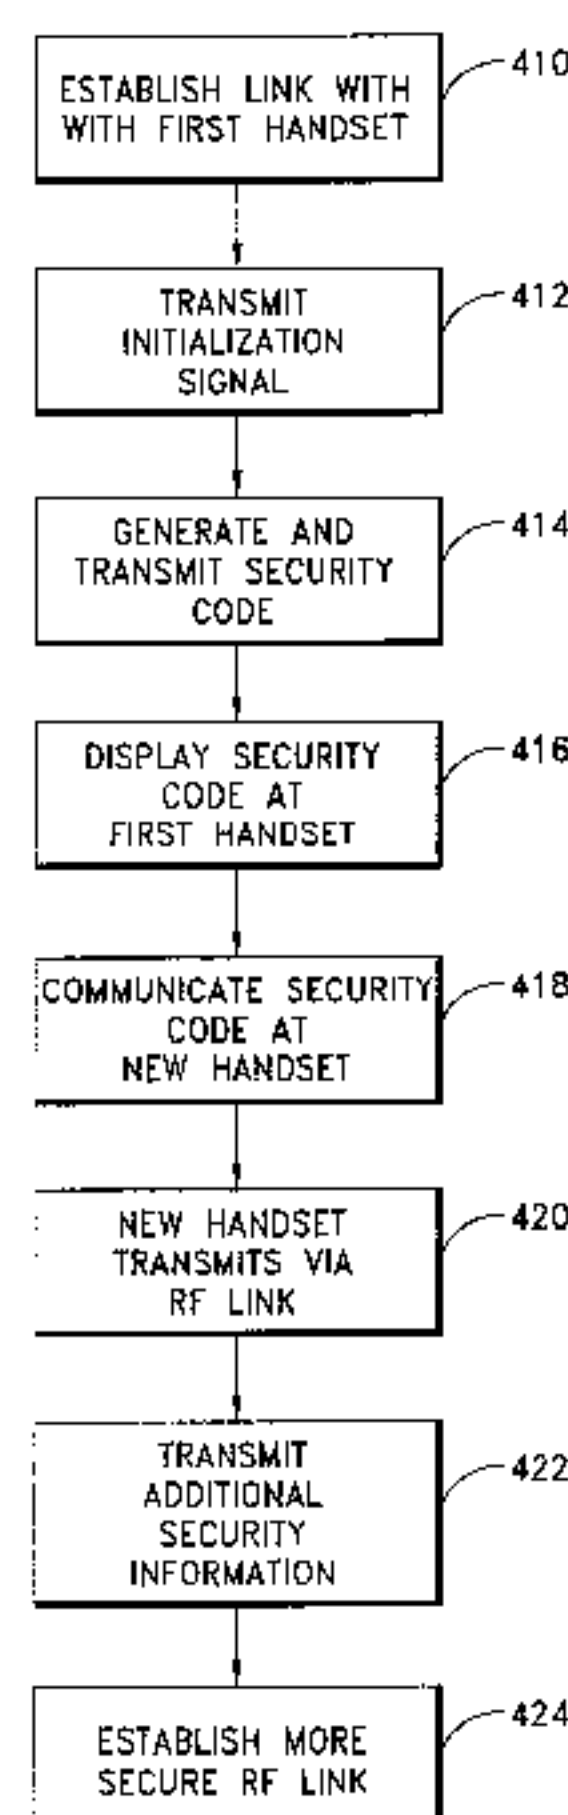 410
ESTABLISH LINK WITH
WITH FIRST HANDSET
412
TRANSMIT
INITIALIZATION
SIGNAL
414
GENERATE AND
TRANSMIT SECURITY
CODE
416
DISPLAY SECURITY
CODE AT
FIRST HANDSET
418
COMMUNICATE SECURITY
CODE AT
NEW HANDSET
420
NEW HANDSET
TRANSMITS VIA
RF LINK
422
TRANSMIT
ADDITIONAL
SECURITY
INFORMATION
424
ESTABLISH MORE
SECURE RF LINK